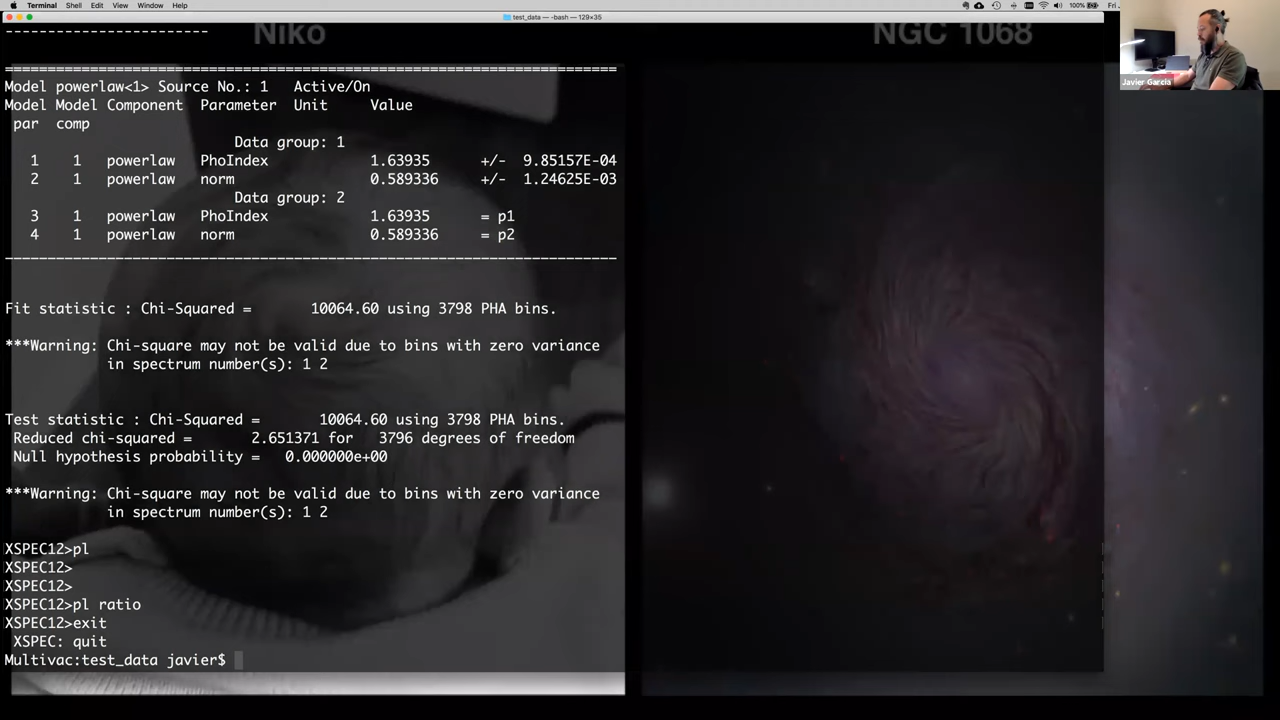 Terminal Shell Edit View Window Help 100% Fri
test_data — -bash — 129×35
Niko NGC 1068
Javier Garcia
------------------------
========================================================================
Model powerlaw<1> Source No.: 1 Active/On
Model Model Component Parameter Unit Value
par comp
Data group: 1
1 1 powerlaw PhoIndex 1.63935 +/- 9.85157E-04
2 1 powerlaw norm 0.589336 +/- 1.24625E-03
Data group: 2
3 1 powerlaw PhoIndex 1.63935 = p1
4 1 powerlaw norm 0.589336 = p2
________________________________________________________________________
Fit statistic : Chi-Squared = 10064.60 using 3798 PHA bins.
***Warning: Chi-square may not be valid due to bins with zero variance
in spectrum number(s): 1 2
Test statistic : Chi-Squared = 10064.60 using 3798 PHA bins.
Reduced chi-squared = 2.651371 for 3796 degrees of freedom
Null hypothesis probability = 0.000000e+00
***Warning: Chi-square may not be valid due to bins with zero variance
in spectrum number(s): 1 2
XSPEC12>pl
XSPEC12>
XSPEC12>
XSPEC12>pl ratio
XSPEC12>exit
XSPEC: quit
Multivac:test_data javier$